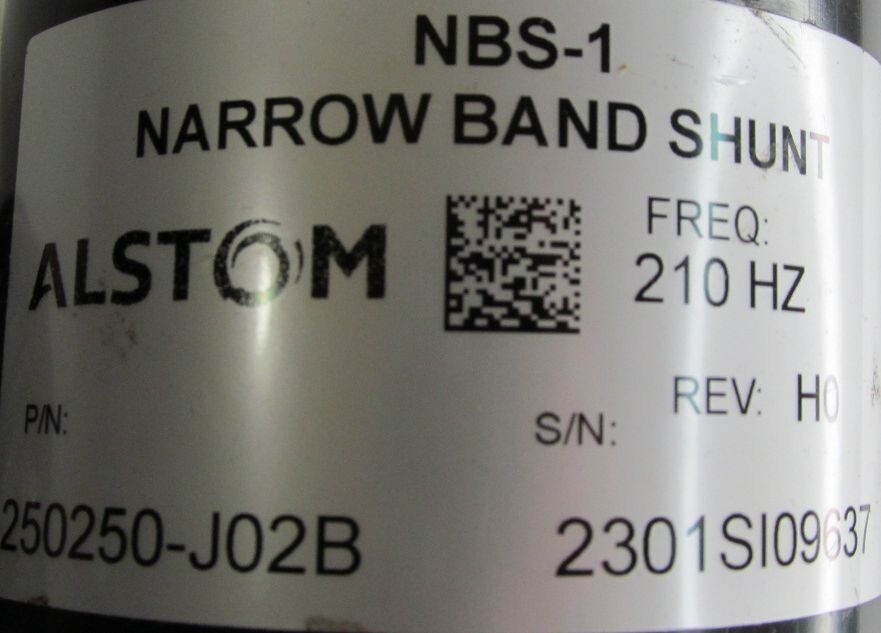 NBS-1
NARROW BAND SHUNT
ALSTOM
FREQ:
210 HZ
REV: H0
P/N:
S/N:
250250-J02B
2301SI09637